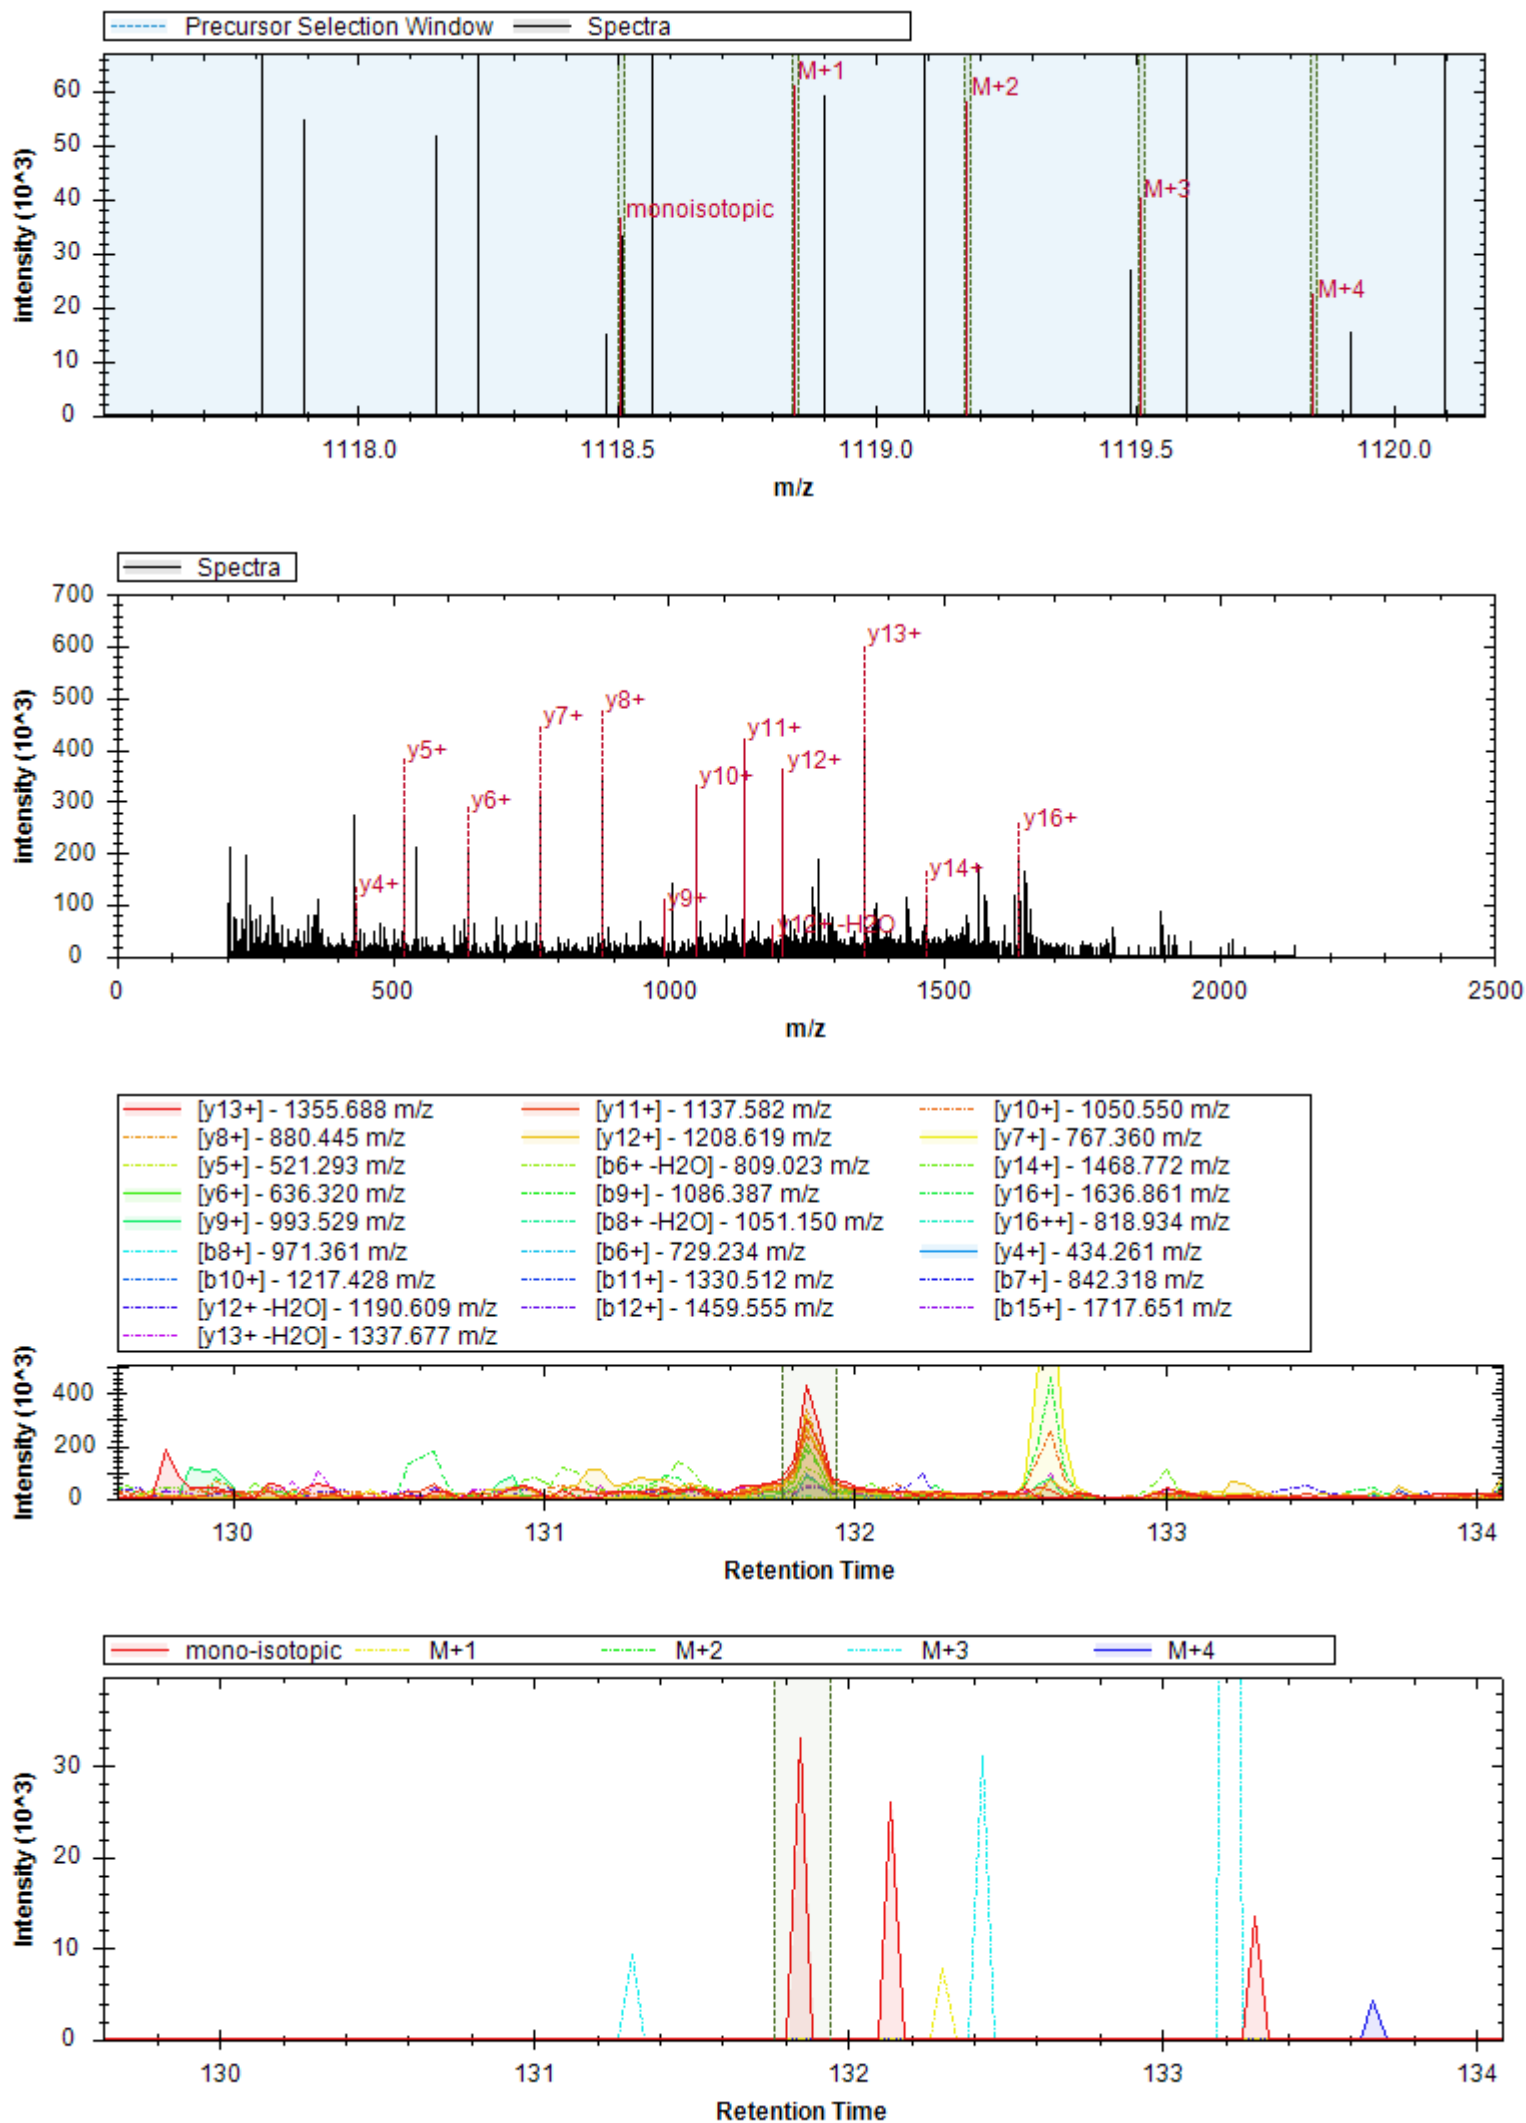 Precursor Selection Window Spectra
60
50
40
30
20
10
0
intensity (10^3)
M+1
M+2
M+3
monoisotopic
M+4
1118.0 1118.5 1119.0 1119.5 1120.0
m/z
Spectra
700
600
500
400
300
200
100
0
intensity (10^3)
y13+
y8+
y7+
y11+
y5+
y12+
y10+
y6+
y16+
y14+
y4+
y9+
y12+ -H2O
0 500 1000 1500 2000 2500
m/z
[y13+] - 1355.688 m/z [y11+] - 1137.582 m/z [y10+] - 1050.550 m/z
[y8+] - 880.445 m/z [y12+] - 1208.619 m/z [y7+] - 767.360 m/z
[y5+] - 521.293 m/z [b6+ -H2O] - 809.023 m/z [y14+] - 1468.772 m/z
[y6+] - 636.320 m/z [b9+] - 1086.387 m/z [y16+] - 1636.861 m/z
[y9+] - 993.529 m/z [b8+ -H2O] - 1051.150 m/z [y16++] - 818.934 m/z
[b8+] - 971.361 m/z [b6+] - 729.234 m/z [y4+] - 434.261 m/z
[b10+] - 1217.428 m/z [b11+] - 1330.512 m/z [b7+] - 842.318 m/z
[y12+ -H2O] - 1190.609 m/z [b12+] - 1459.555 m/z [b15+] - 1717.651 m/z
[y13+ -H2O] - 1337.677 m/z
400
200
0
Intensity (10^3)
130 131 132 133 134
Retention Time
mono-isotopic M+1 M+2 M+3 M+4
30
20
10
0
Intensity (10^3)
130 131 132 133 134
Retention Time